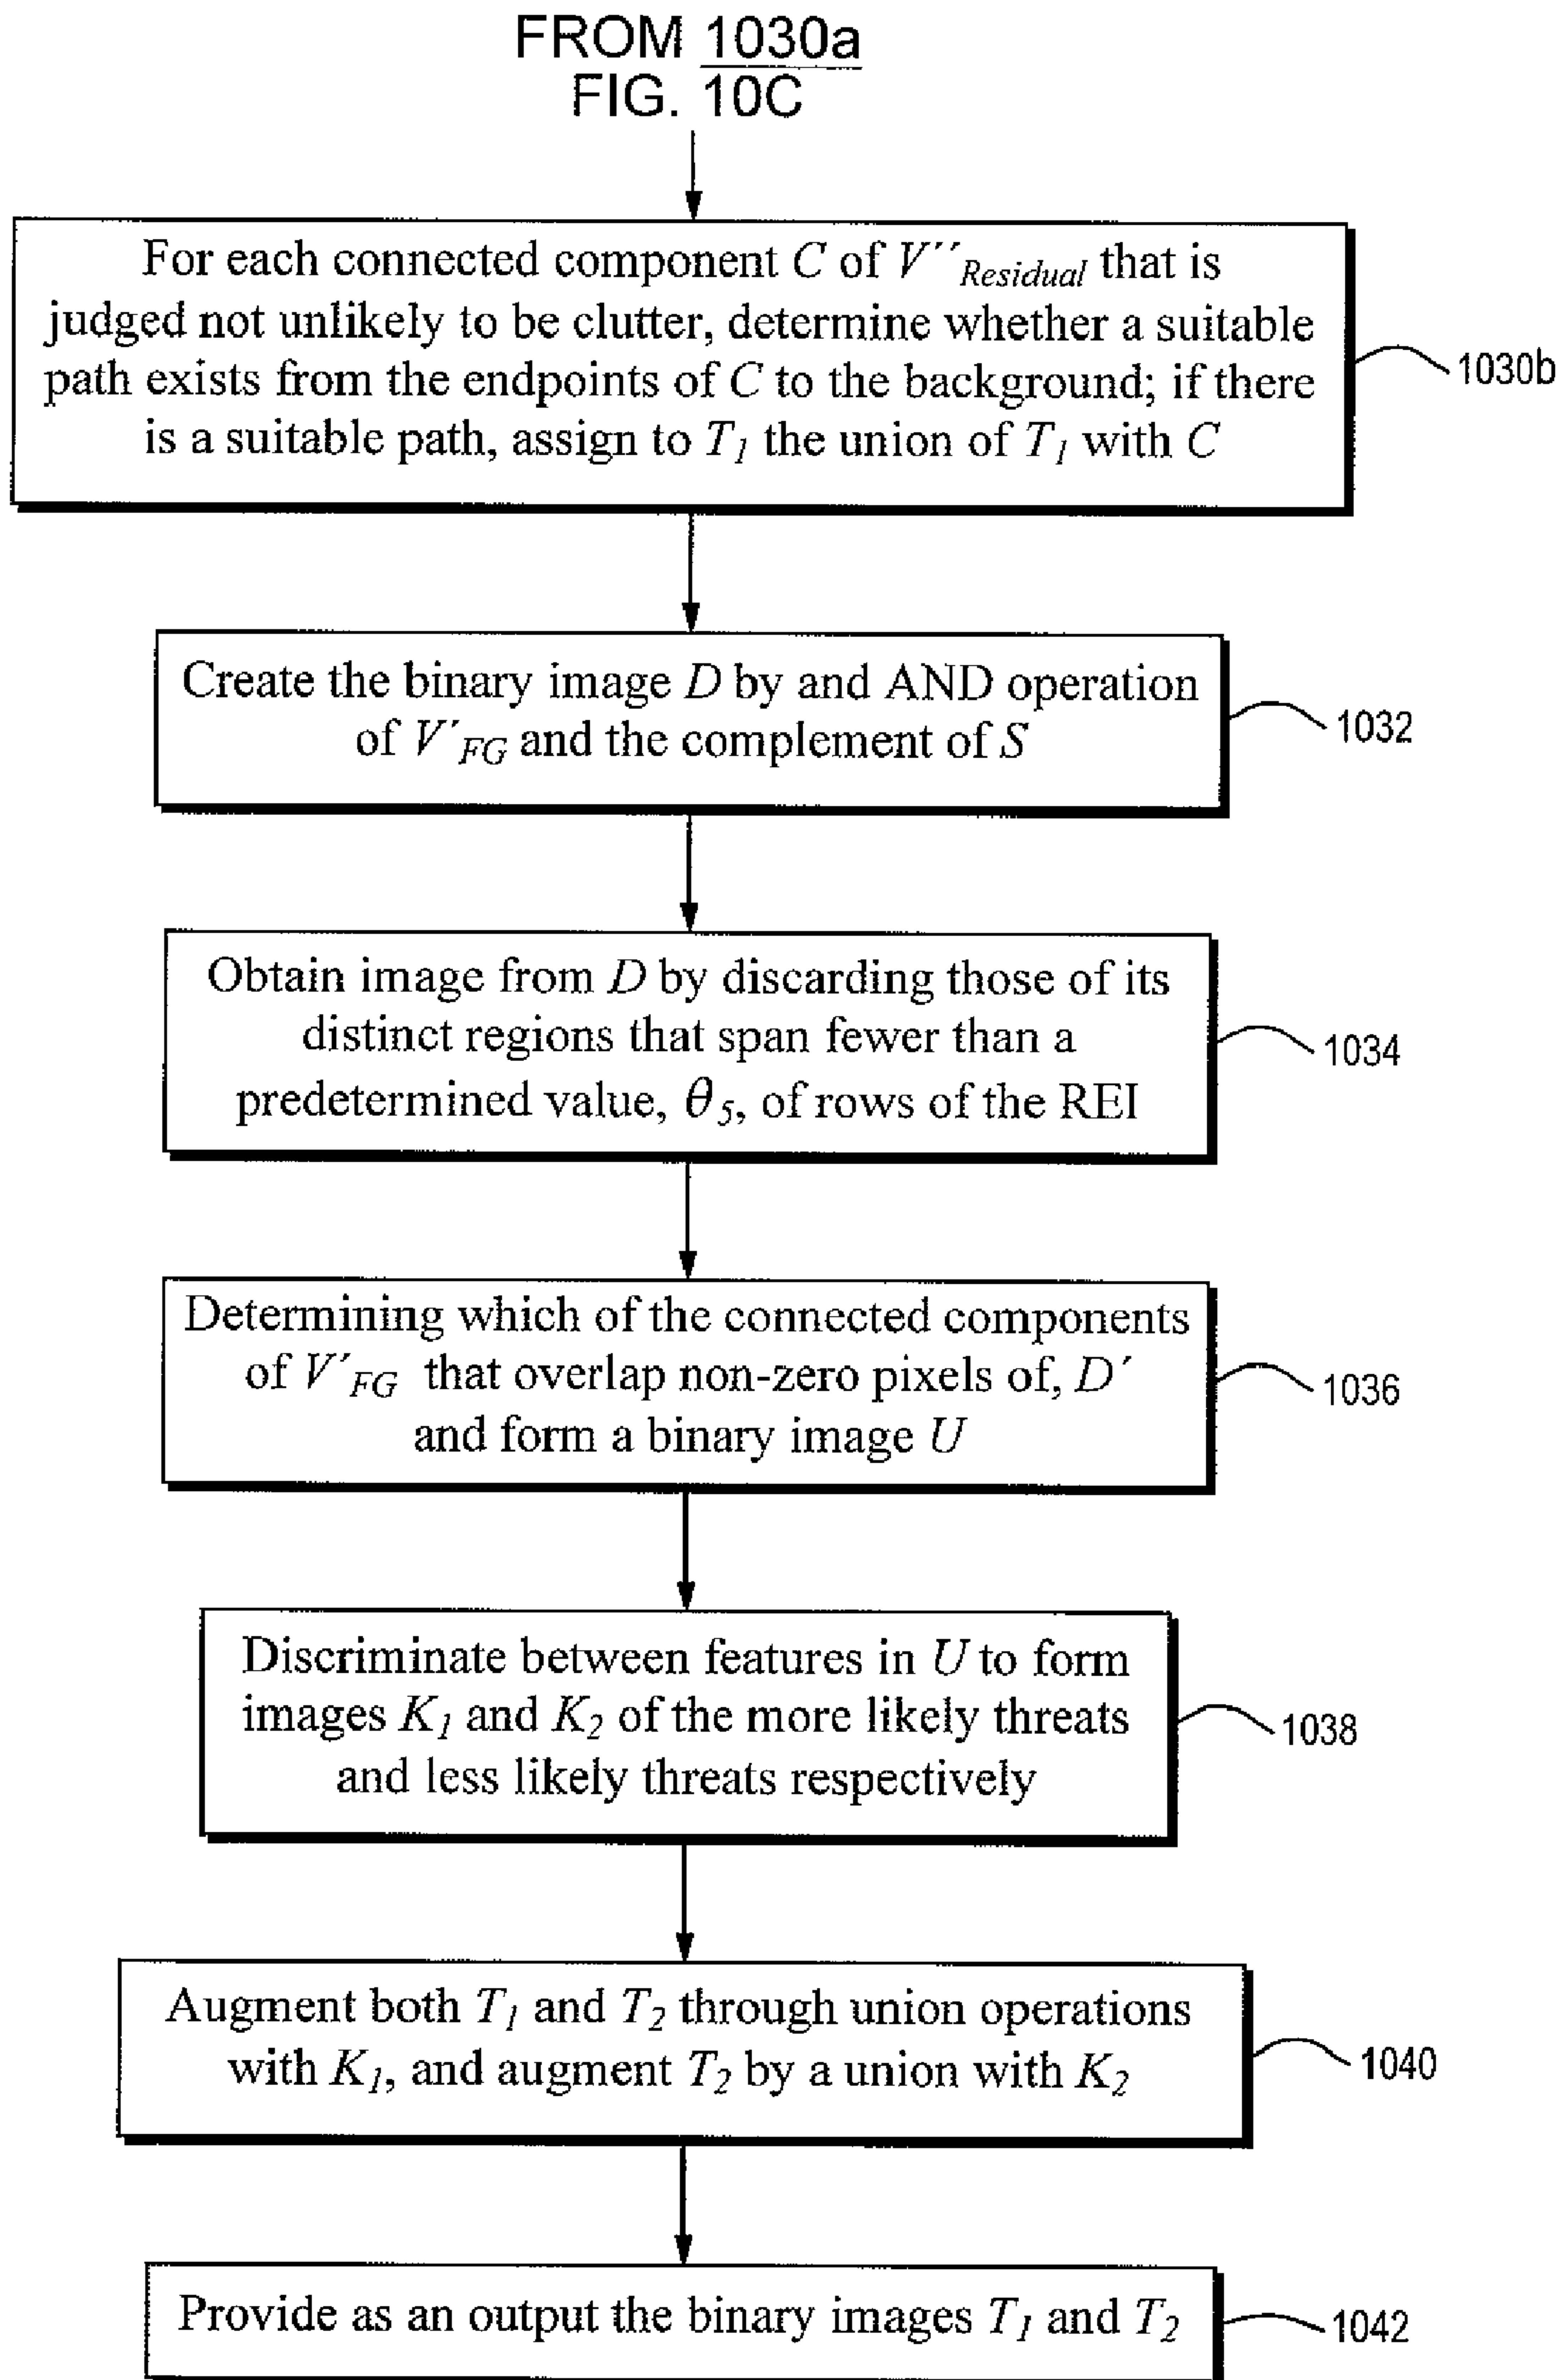 FROM 1030a
FIG. 10C
For each connected component C of V´´Residual that is
judged not unlikely to be clutter, determine whether a suitable
path exists from the endpoints of C to the background; if there
is a suitable path, assign to T1 the union of T1 with C
1030b
Create the binary image D by and AND operation
of V´FG and the complement of S
1032
Obtain image from D by discarding those of its
distinct regions that span fewer than a
predetermined value, θ5, of rows of the REI
1034
Determining which of the connected components
of V´FG that overlap non-zero pixels of, D´
and form a binary image U
1036
Discriminate between features in U to form
images K1 and K2 of the more likely threats
and less likely threats respectively
1038
Augment both T1 and T2 through union operations
with K1, and augment T2 by a union with K2
1040
Provide as an output the binary images T1 and T2
1042